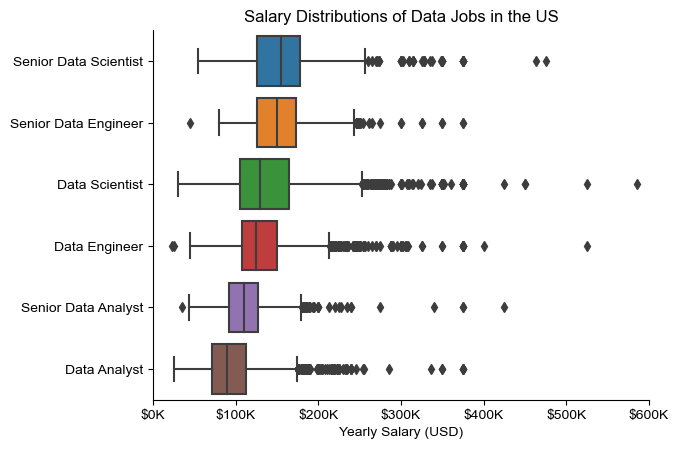 Salary Distributions of Data Jobs in the US
Senior Data Scientist
Senior Data Engineer
Data Scientist
Data Engineer
Senior Data Analyst
Data Analyst
$0K $100K $200K $300K $400K $500K $600K
Yearly Salary (USD)